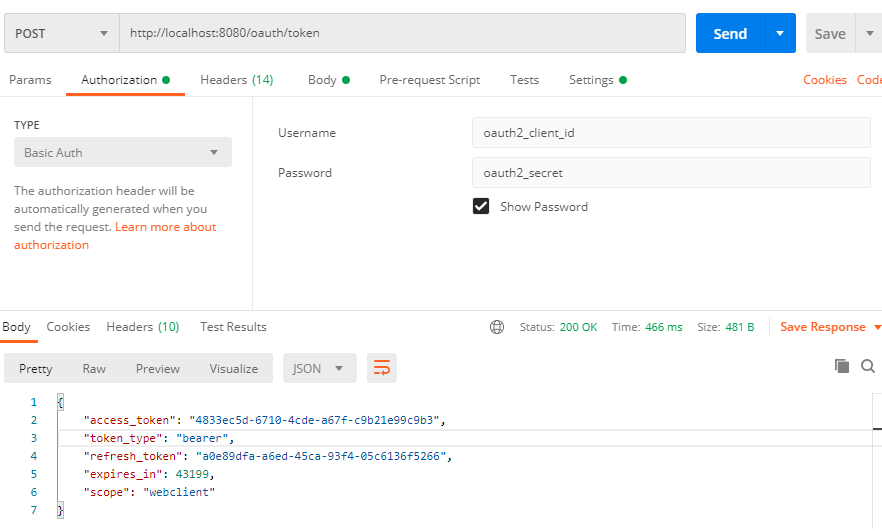 POST http://localhost:8080/oauth/token Send Save
Params Authorization Headers (14) Body Pre-request Script Tests Settings Cookies Code
TYPE
Basic Auth
The authorization header will be
automatically generated when you
send the request. Learn more about
authorization
Username oauth2_client_id
Password oauth2_secret
Show Password
Body Cookies Headers (10) Test Results Status: 200 OK Time: 466 ms Size: 481 B Save Response
Pretty Raw Preview Visualize JSON
1 {
2 "access_token": "4833ec5d-6710-4cde-a67f-c9b21e99c9b3",
3 "token_type": "bearer",
4 "refresh_token": "a0e89dfa-a6ed-45ca-93f4-05c6136f5266",
5 "expires_in": 43199,
6 "scope": "webclient"
7 }